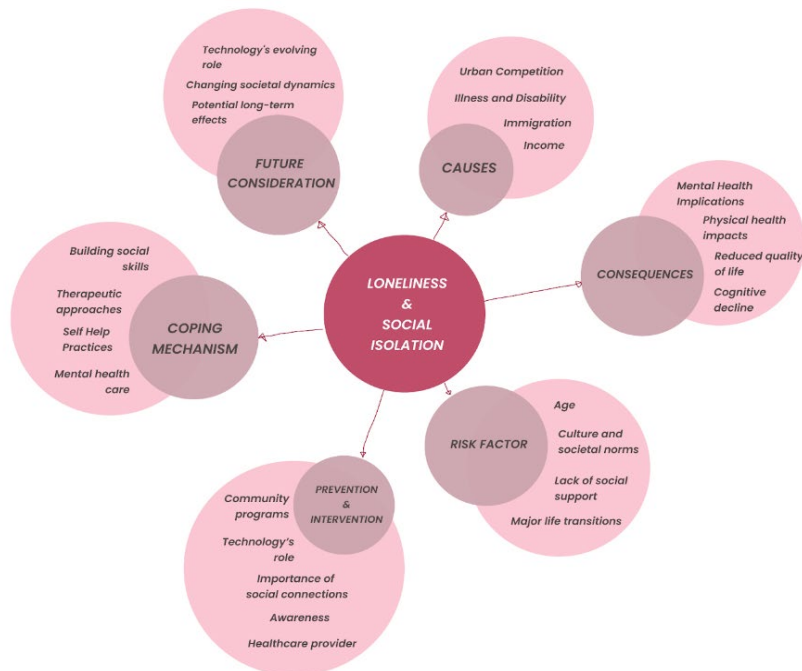 Technology's evolving
role
Changing societal dynamics
Potential long-term
effects
FUTURE
CONSIDERATION
Urban Competition
Illness and Disability
Immigration
Income
CAUSES
Mental Health
Implications
Physical health
impacts
Reduced quality
of life
Cognitive
decline
CONSEQUENCES
LONELINESS
&
SOCIAL
ISOLATION
Building social
skills
Therapeutic
approaches
Self Help
Practices
Mental health
care
COPING
MECHANISM
RISK FACTOR
Age
Culture and
societal norms
Lack of social
support
Major life transitions
PREVENTION
&
INTERVENTION
Community
programs
Technology's
role
Importance of
social connections
Awareness
Healthcare provider